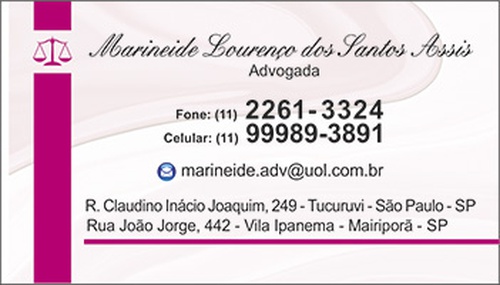 Marineide Lourenço dos Santos Assis
Advogada
Fone: (11) 2261-3324
Celular: (11) 99989-3891
marineide.adv@uol.com.br
R. Claudino Inácio Joaquim, 249 - Tucuruvi - São Paulo - SP
Rua João Jorge, 442 - Vila Ipanema - Mairiporã - SP